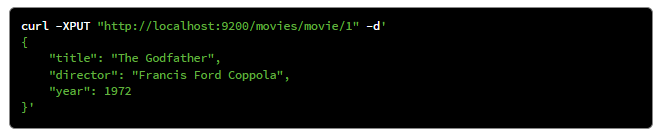 curl -XPUT "http://localhost:9200/movies/movie/1" -d'
{
    "title": "The Godfather",
    "director": "Francis Ford Coppola",
    "year": 1972
}'